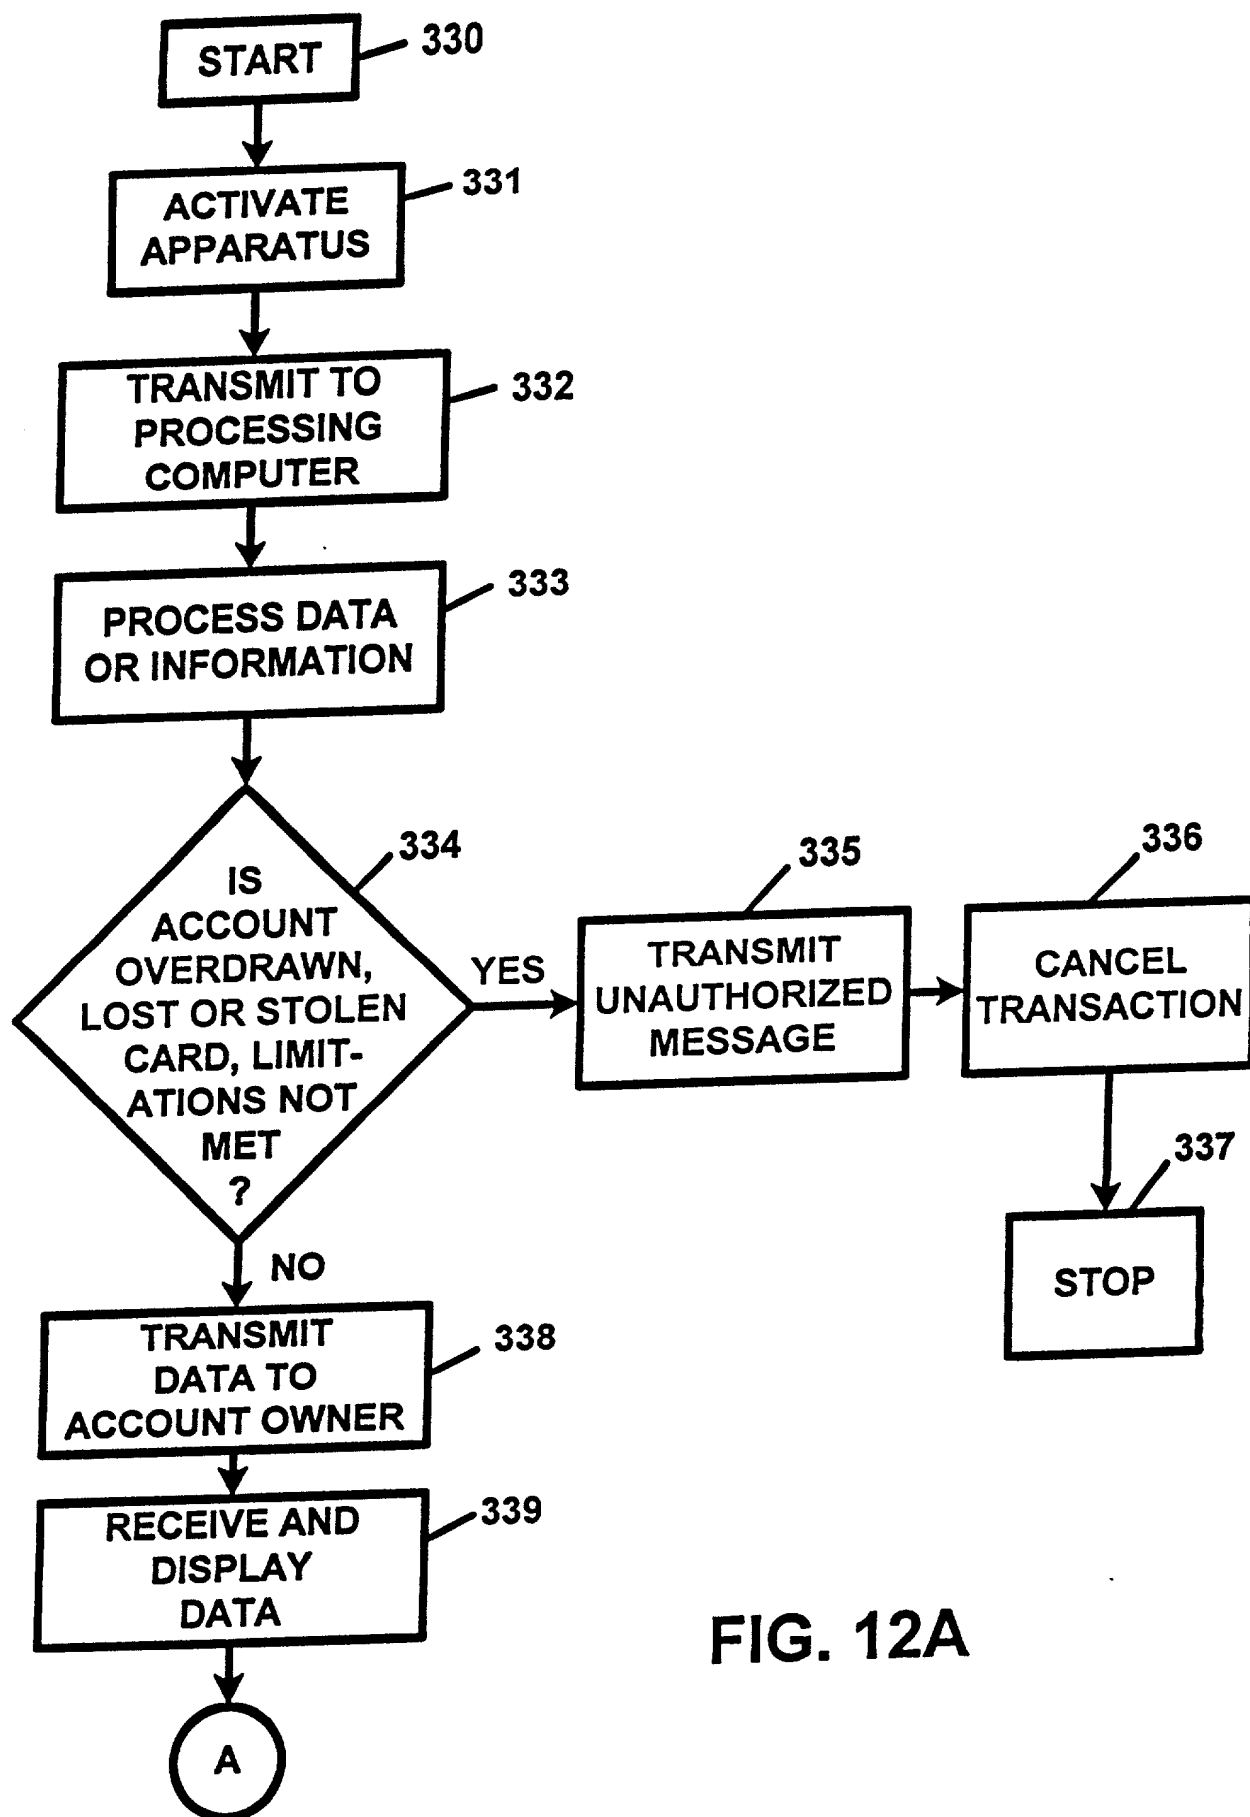 START
330
ACTIVATE
APPARATUS
331
TRANSMIT TO
PROCESSING
COMPUTER
332
PROCESS DATA
OR INFORMATION
333
IS
ACCOUNT
OVERDRAWN,
LOST OR STOLEN
CARD, LIMIT-
ATIONS NOT
MET
?
334
YES
TRANSMIT
UNAUTHORIZED
MESSAGE
335
CANCEL
TRANSACTION
336
STOP
337
NO
TRANSMIT
DATA TO
ACCOUNT OWNER
338
RECEIVE AND
DISPLAY
DATA
339
A
FIG. 12A